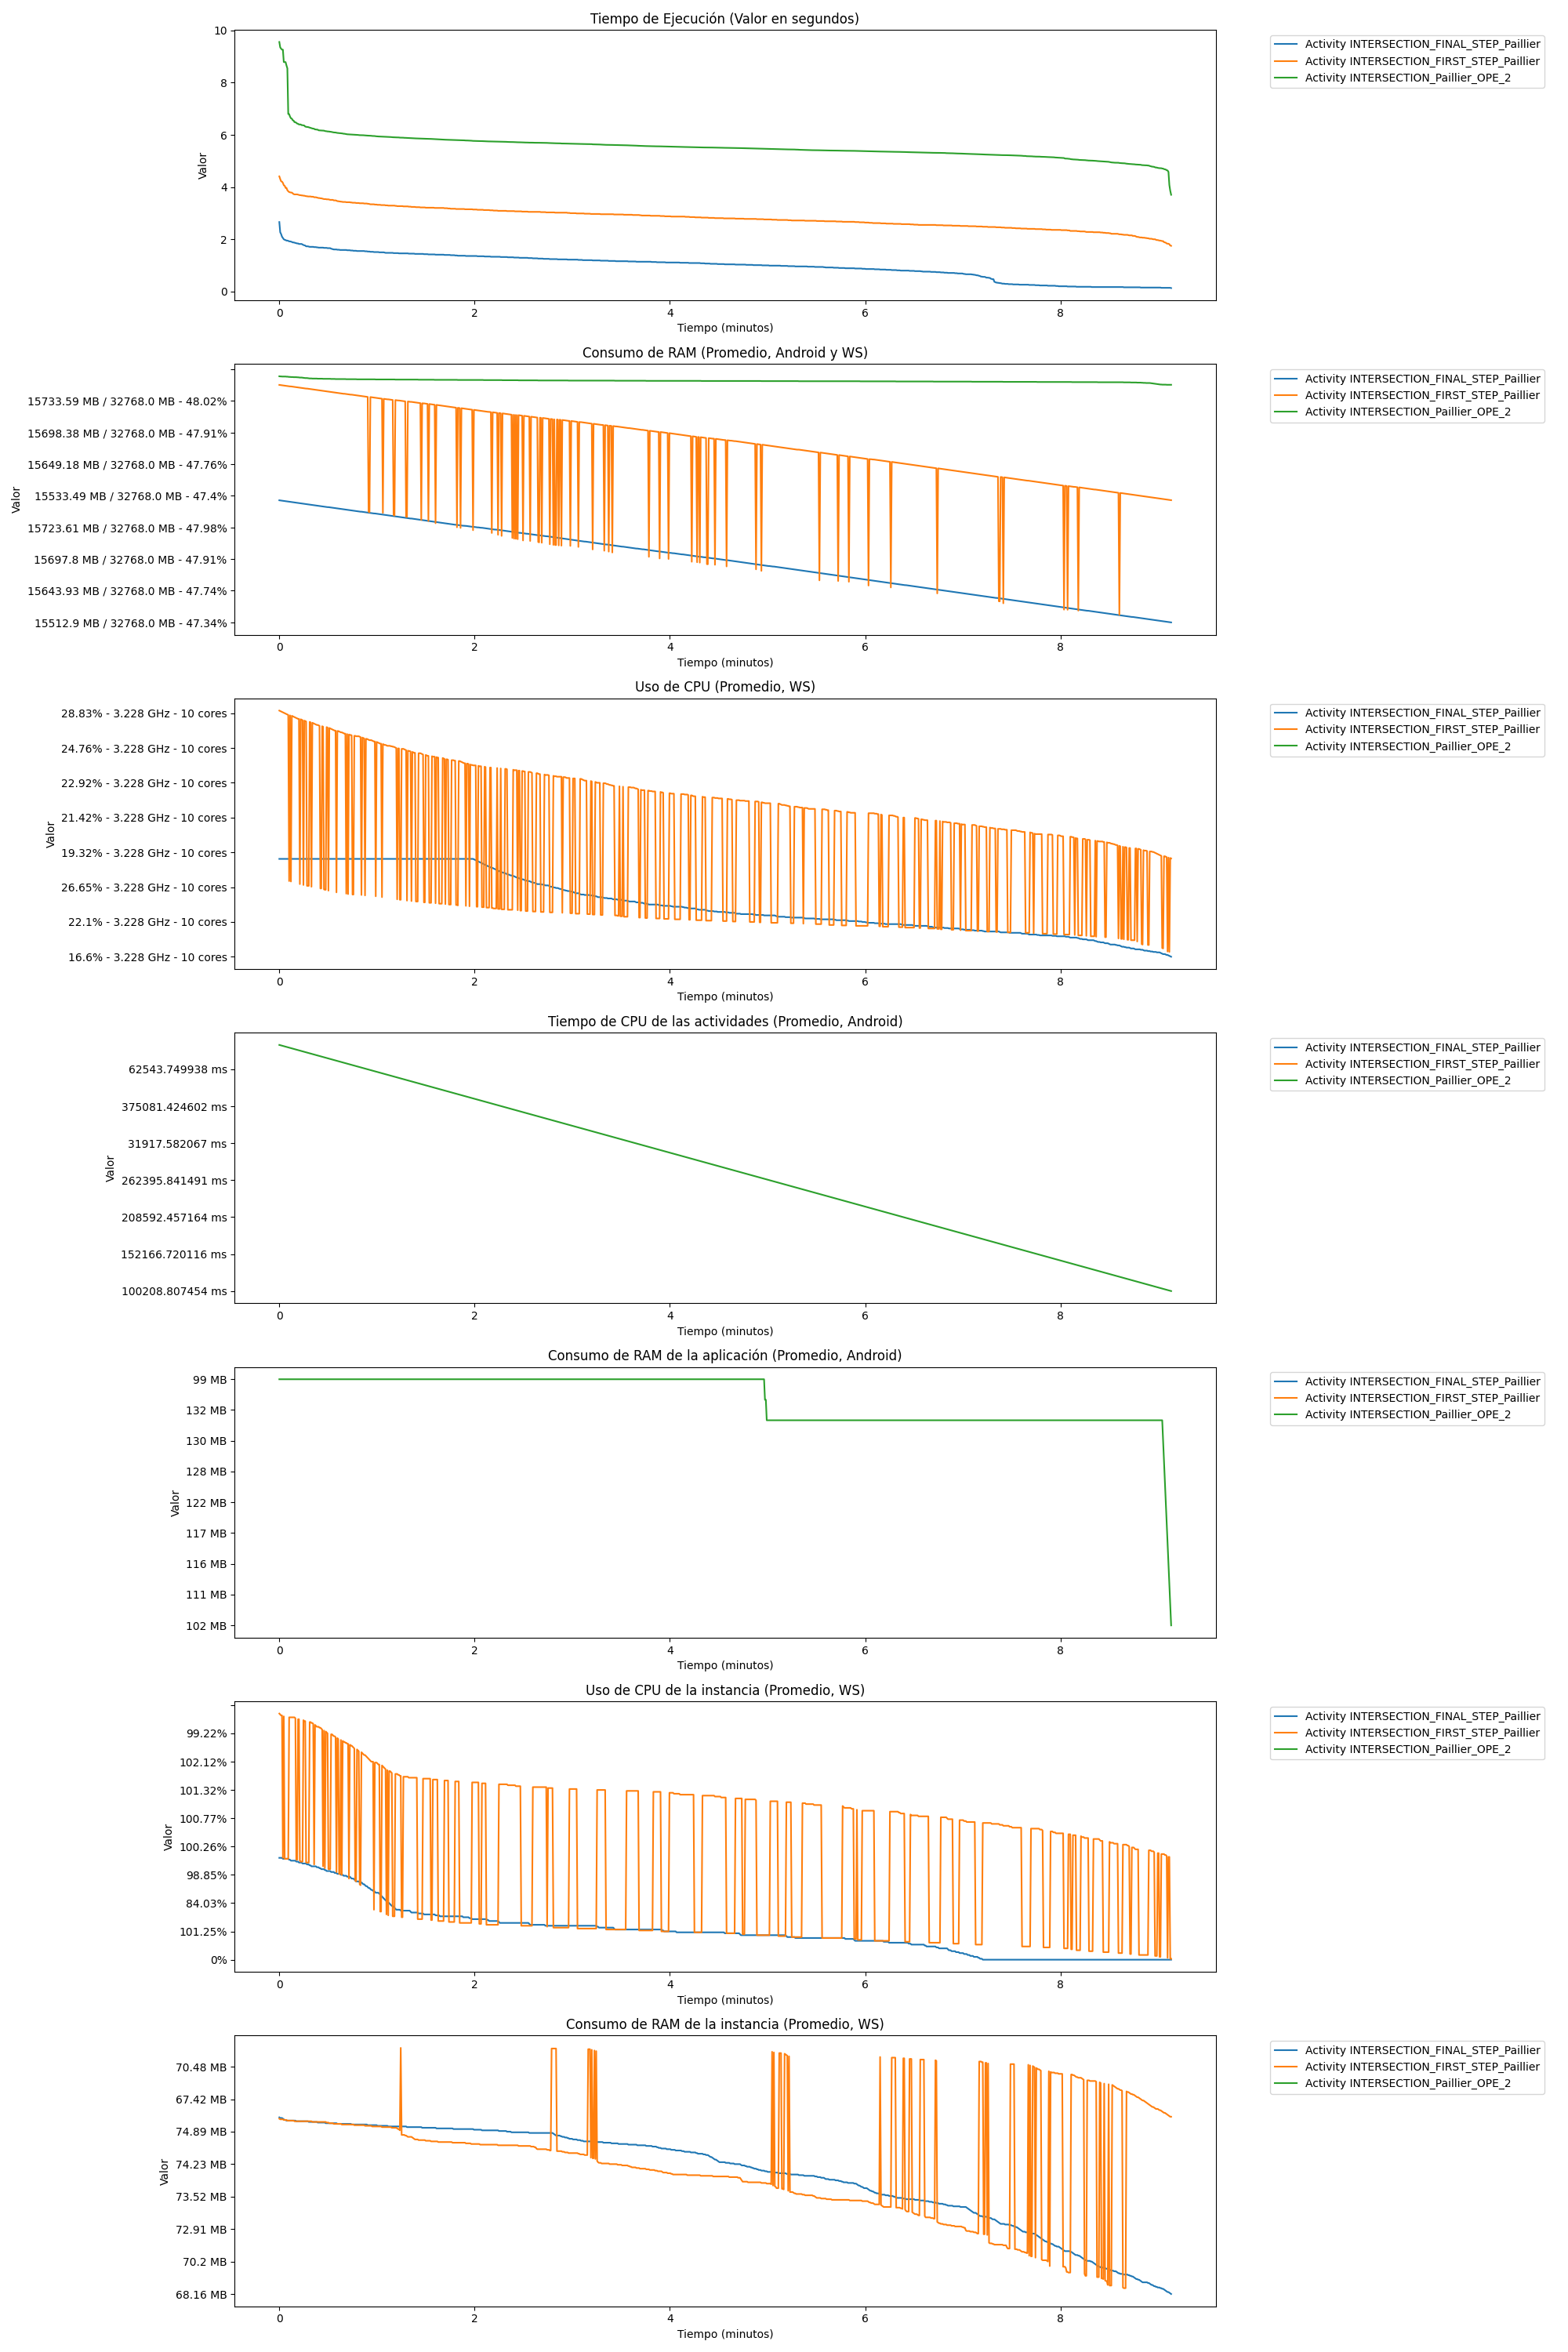 Tiempo de Ejecución (Valor en segundos)
10
8
6
4
2
0
Valor
0 2 4 6 8
Tiempo (minutos)
Activity INTERSECTION_FINAL_STEP_Paillier
Activity INTERSECTION_FIRST_STEP_Paillier
Activity INTERSECTION_Paillier_OPE_2
Consumo de RAM (Promedio, Android y WS)
15733.59 MB / 32768.0 MB - 48.02%
15698.38 MB / 32768.0 MB - 47.91%
15649.18 MB / 32768.0 MB - 47.76%
15533.49 MB / 32768.0 MB - 47.4%
15723.61 MB / 32768.0 MB - 47.98%
15697.8 MB / 32768.0 MB - 47.91%
15643.93 MB / 32768.0 MB - 47.74%
15512.9 MB / 32768.0 MB - 47.34%
Valor
0 2 4 6 8
Tiempo (minutos)
Activity INTERSECTION_FINAL_STEP_Paillier
Activity INTERSECTION_FIRST_STEP_Paillier
Activity INTERSECTION_Paillier_OPE_2
Uso de CPU (Promedio, WS)
28.83% - 3.228 GHz - 10 cores
24.76% - 3.228 GHz - 10 cores
22.92% - 3.228 GHz - 10 cores
21.42% - 3.228 GHz - 10 cores
19.32% - 3.228 GHz - 10 cores
26.65% - 3.228 GHz - 10 cores
22.1% - 3.228 GHz - 10 cores
16.6% - 3.228 GHz - 10 cores
Valor
0 2 4 6 8
Tiempo (minutos)
Activity INTERSECTION_FINAL_STEP_Paillier
Activity INTERSECTION_FIRST_STEP_Paillier
Activity INTERSECTION_Paillier_OPE_2
Tiempo de CPU de las actividades (Promedio, Android)
62543.749938 ms
375081.424602 ms
31917.582067 ms
262395.841491 ms
208592.457164 ms
152166.720116 ms
100208.807454 ms
Valor
0 2 4 6 8
Tiempo (minutos)
Activity INTERSECTION_FINAL_STEP_Paillier
Activity INTERSECTION_FIRST_STEP_Paillier
Activity INTERSECTION_Paillier_OPE_2
Consumo de RAM de la aplicación (Promedio, Android)
99 MB
132 MB
130 MB
128 MB
122 MB
117 MB
116 MB
111 MB
102 MB
Valor
0 2 4 6 8
Tiempo (minutos)
Activity INTERSECTION_FINAL_STEP_Paillier
Activity INTERSECTION_FIRST_STEP_Paillier
Activity INTERSECTION_Paillier_OPE_2
Uso de CPU de la instancia (Promedio, WS)
99.22%
102.12%
101.32%
100.77%
100.26%
98.85%
84.03%
101.25%
0%
Valor
0 2 4 6 8
Tiempo (minutos)
Activity INTERSECTION_FINAL_STEP_Paillier
Activity INTERSECTION_FIRST_STEP_Paillier
Activity INTERSECTION_Paillier_OPE_2
Consumo de RAM de la instancia (Promedio, WS)
70.48 MB
67.42 MB
74.89 MB
74.23 MB
73.52 MB
72.91 MB
70.2 MB
68.16 MB
Valor
0 2 4 6 8
Tiempo (minutos)
Activity INTERSECTION_FINAL_STEP_Paillier
Activity INTERSECTION_FIRST_STEP_Paillier
Activity INTERSECTION_Paillier_OPE_2